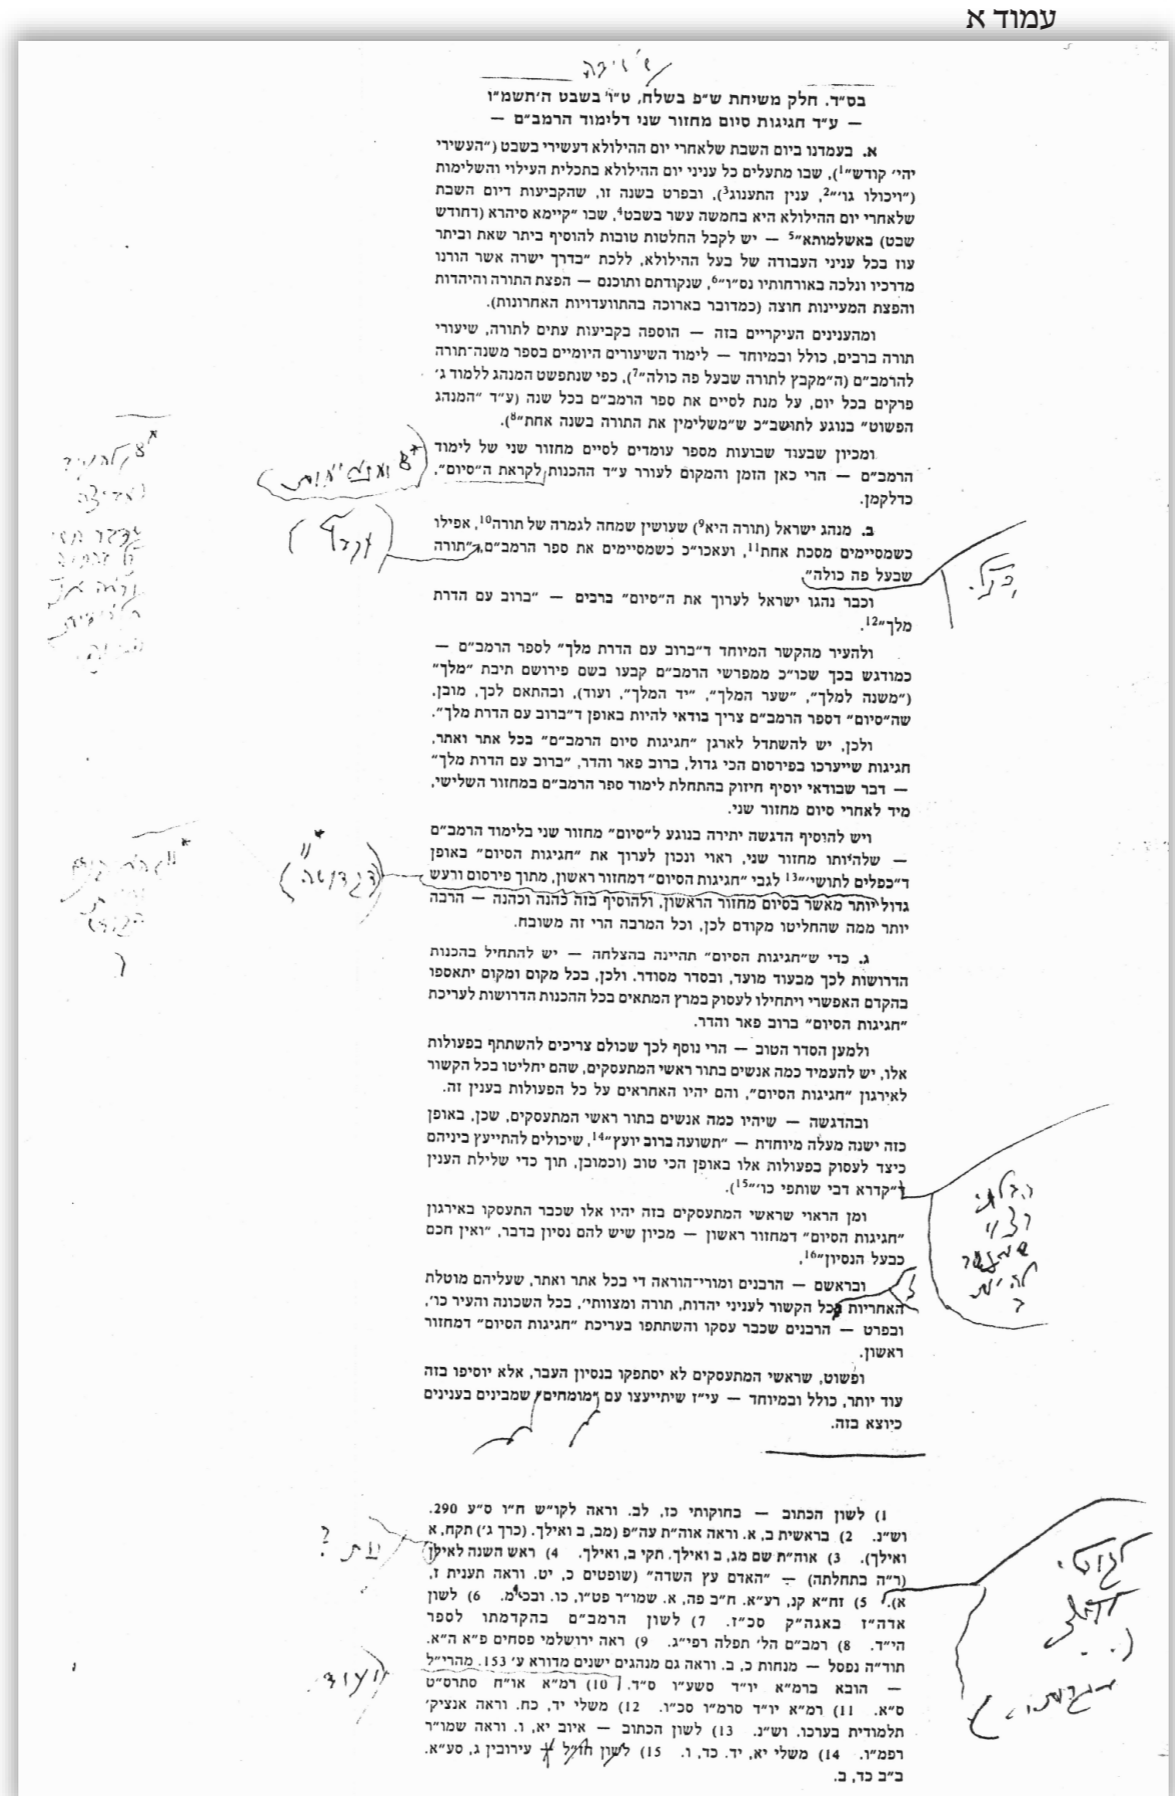 עמוד א
בס״ד. חלק משיחת ש״פ בשלח, ט״ו בשבט ה׳תשמ״ו
— ע״ד חגיגות סיום מחזור שני דלימוד הרמב״ם —
א. בעמדנו ביום השבת שלאחרי יום ההילולא דעשירי בשבט (״העשירי
יהי׳ קודש״1), שבו מתעלים כל עניני יום ההילולא בתכלית העילוי והשלימות
(״ויכולו גו׳״2, ענין התענוג3), ובפרט בשנה זו, שהקביעות דיום השבת
שלאחרי יום ההילולא היא בחמשה עשר בשבט4, שבו ״קיימא סיהרא (דחודש
שבט) באשלמותא״5 — יש לקבל החלטות טובות להוסיף ביתר שאת וביתר
עוז בכל עניני העבודה של בעל ההילולא, ללכת ״בדרך ישרה אשר הורנו
מדרכיו ונלכה באורחותיו נס״ו״6, שנקודתם ותוכנם — הפצת התורה והיהדות
והפצת המעיינות חוצה (כמדובר בארוכה בהתוועדויות האחרונות).
ומהענינים העיקריים בזה — הוספה בקביעות עתים לתורה, שיעורי
תורה ברבים, כולל ובמיוחד — לימוד השיעורים היומיים בספר משנה־תורה
להרמב״ם (ה״מקבץ לתורה שבעל פה כולה״7), כפי שנתפשט המנהג ללמוד ג׳
פרקים בכל יום, על מנת לסיים את ספר הרמב״ם בכל שנה (ע״ד ״המנהג
הפשוט״ בנוגע לתושב״כ ש״משלימין את התורה בשנה אחת״8).
ומכיון שבעוד שבועות מספר עומדים לסיים מחזור שני של לימוד
הרמב״ם — הרי כאן הזמן והמקום לעורר ע״ד ההכנות לקראת ה״סיום״,
כדלקמן.
ב. מנהג ישראל (תורה היא9) שעושין שמחה לגמרה של תורה10, אפילו
כשמסיימים מסכת אחת11, ועאכו״כ כשמסיימים את ספר הרמב״ם, ״תורה
שבעל פה כולה״
וכבר נהגו ישראל לערוך את ה״סיום״ ברבים — ״ברוב עם הדרת
מלך״12.
ולהעיר מהקשר המיוחד ד״ברוב עם הדרת מלך״ לספר הרמב״ם —
כמודגש בכך שכו״כ ממפרשי הרמב״ם קבעו בשם פירושם תיבת ״מלך״
(״משנה למלך״, ״שער המלך״, ״יד המלך״, ועוד), ובהתאם לכך, מובן,
שה״סיום״ דספר הרמב״ם צריך בודאי להיות באופן ד״ברוב עם הדרת מלך״.
ולכן, יש להשתדל לארגן ״חגיגות סיום הרמב״ם״ בכל אתר ואתר,
חגיגות שייערכו בפירסום הכי גדול, ברוב פאר והדר, ״ברוב עם הדרת מלך״
— דבר שבודאי יוסיף חיזוק בהתחלת לימוד ספר הרמב״ם במחזור השלישי,
מיד לאחרי סיום מחזור שני.
ויש להוסיף הדגשה יתירה בנוגע ל״סיום״ מחזור שני בלימוד הרמב״ם
— שלהיותו מחזור שני, ראוי ונכון לערוך את ״חגיגות הסיום״ באופן
ד״כפלים לתושי׳״13 לגבי ״חגיגות הסיום״ דמחזור ראשון, מתוך פירסום ורעש
גדול יותר מאשר בסיום מחזור הראשון, ולהוסיף בזה כהנה וכהנה — הרבה
יותר ממה שהחליטו מקודם לכן, וכל המרבה הרי זה משובח.
ג. כדי ש״חגיגות הסיום״ תהיינה בהצלחה — יש להתחיל בהכנות
הדרושות לכך מבעוד מועד, ובסדר מסודר. ולכן, בכל מקום ומקום יתאספו
בהקדם האפשרי ויתחילו לעסוק במרץ המתאים בכל ההכנות הדרושות לעריכת
״חגיגות הסיום״ ברוב פאר והדר.
ולמען הסדר הטוב — הרי נוסף לכך שכולם צריכים להשתתף בפעולות
אלו, יש להעמיד כמה אנשים בתור ראשי המתעסקים, שהם יחליטו בכל הקשור
לאירגון ״חגיגות הסיום״, והם יהיו האחראים על כל הפעולות בענין זה.
ובהדגשה — שיהיו כמה אנשים בתור ראשי המתעסקים, שכן, באופן
כזה ישנה מעלה מיוחדת — ״תשועה ברוב יועץ״14, שיכולים להתייעץ ביניהם
כיצד לעסוק בפעולות אלו באופן הכי טוב (וכמובן, תוך כדי שלילת הענין
ד״קדרא דבי שותפי כו׳״15).
ומן הראוי שראשי המתעסקים בזה יהיו אלו שכבר התעסקו באירגון
״חגיגות הסיום״ דמחזור ראשון — מכיון שיש להם נסיון בדבר, ״ואין חכם
כבעל הנסיון״16,
ובראשם — הרבנים ומורי־הוראה די בכל אתר ואתר, שעליהם מוטלת
האחריות בכל הקשור לעניני יהדות, תורה ומצוותי׳, בכל השכונה והעיר כו׳,
ובפרט — הרבנים שכבר עסקו והשתתפו בעריכת ״חגיגות הסיום״ דמחזור
ראשון.
ופשוט, שראשי המתעסקים לא יסתפקו בנסיון העבר, אלא יוסיפו בזה
עוד יותר, כולל ובמיוחד — עי״ז שיתייעצו עם ״מומחים״ שמבינים בענינים
כיוצא בזה.
1) לשון הכתוב — בחוקותי כז, לב. וראה לקו״ש חי״ו ס״ע 290.
וש״נ. 2) בראשית ב, א. וראה אוה״ת עה״פ (מב, ב ואילך. (כרך ג׳) תקח, א
ואילך). 3) אוה״ת שם מג, ב ואילך. תקי ב, ואילך. 4) ראש השנה לאילן
(ר״ה בתחלתה) — ״האדם עץ השדה״ (שופטים כ, יט. וראה תענית ז,
א). 5) זח״א קנ, רע״א. ח״ב פה, א. שמו״ר פט״ו, כו. ובכ״מ. 6) לשון
אדה״ז באגה״ק סכ״ז. 7) לשון הרמב״ם בהקדמתו לספר
הי״ד. 8) רמב״ם הל׳ תפלה רפי״ג. 9) ראה ירושלמי פסחים פ״א ה״א.
תוד״ה נפסל — מנחות כ, ב. וראה גם מנהגים ישנים מדורא ע׳ 153. מהרי״ל
— הובא ברמ״א יו״ד סשע״ו ס״ד. 10) רמ״א או״ח סתרס״ט
ס״א. 11) רמ״א יו״ד סרמ״ו סכ״ו. 12) משלי יד, כח. וראה אנציק׳
תלמודית בערכו. וש״נ. 13) לשון הכתוב — איוב יא, ו. וראה שמו״ר
רפמ״ו. 14) משלי יא, יד. כד, ו. 15) לשון חז״ל — עירובין ג, סע״א.
ב״ב כד, ב.
ועוד.